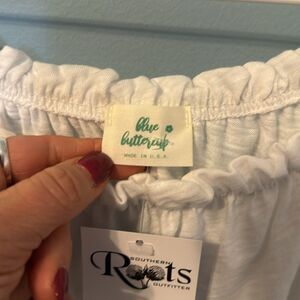 blue
buttercup
MADE IN U.S.A.
SOUTHERN
Roots
OUTFITTER